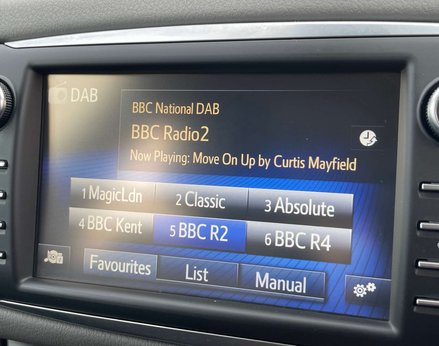 DAB
BBC National DAB
BBC Radio2
Now Playing: Move On Up by Curtis Mayfield
1 MagicLdn 2 Classic 3 Absolute
4 BBC Kent 5 BBC R2 6 BBC R4
Favourites List Manual